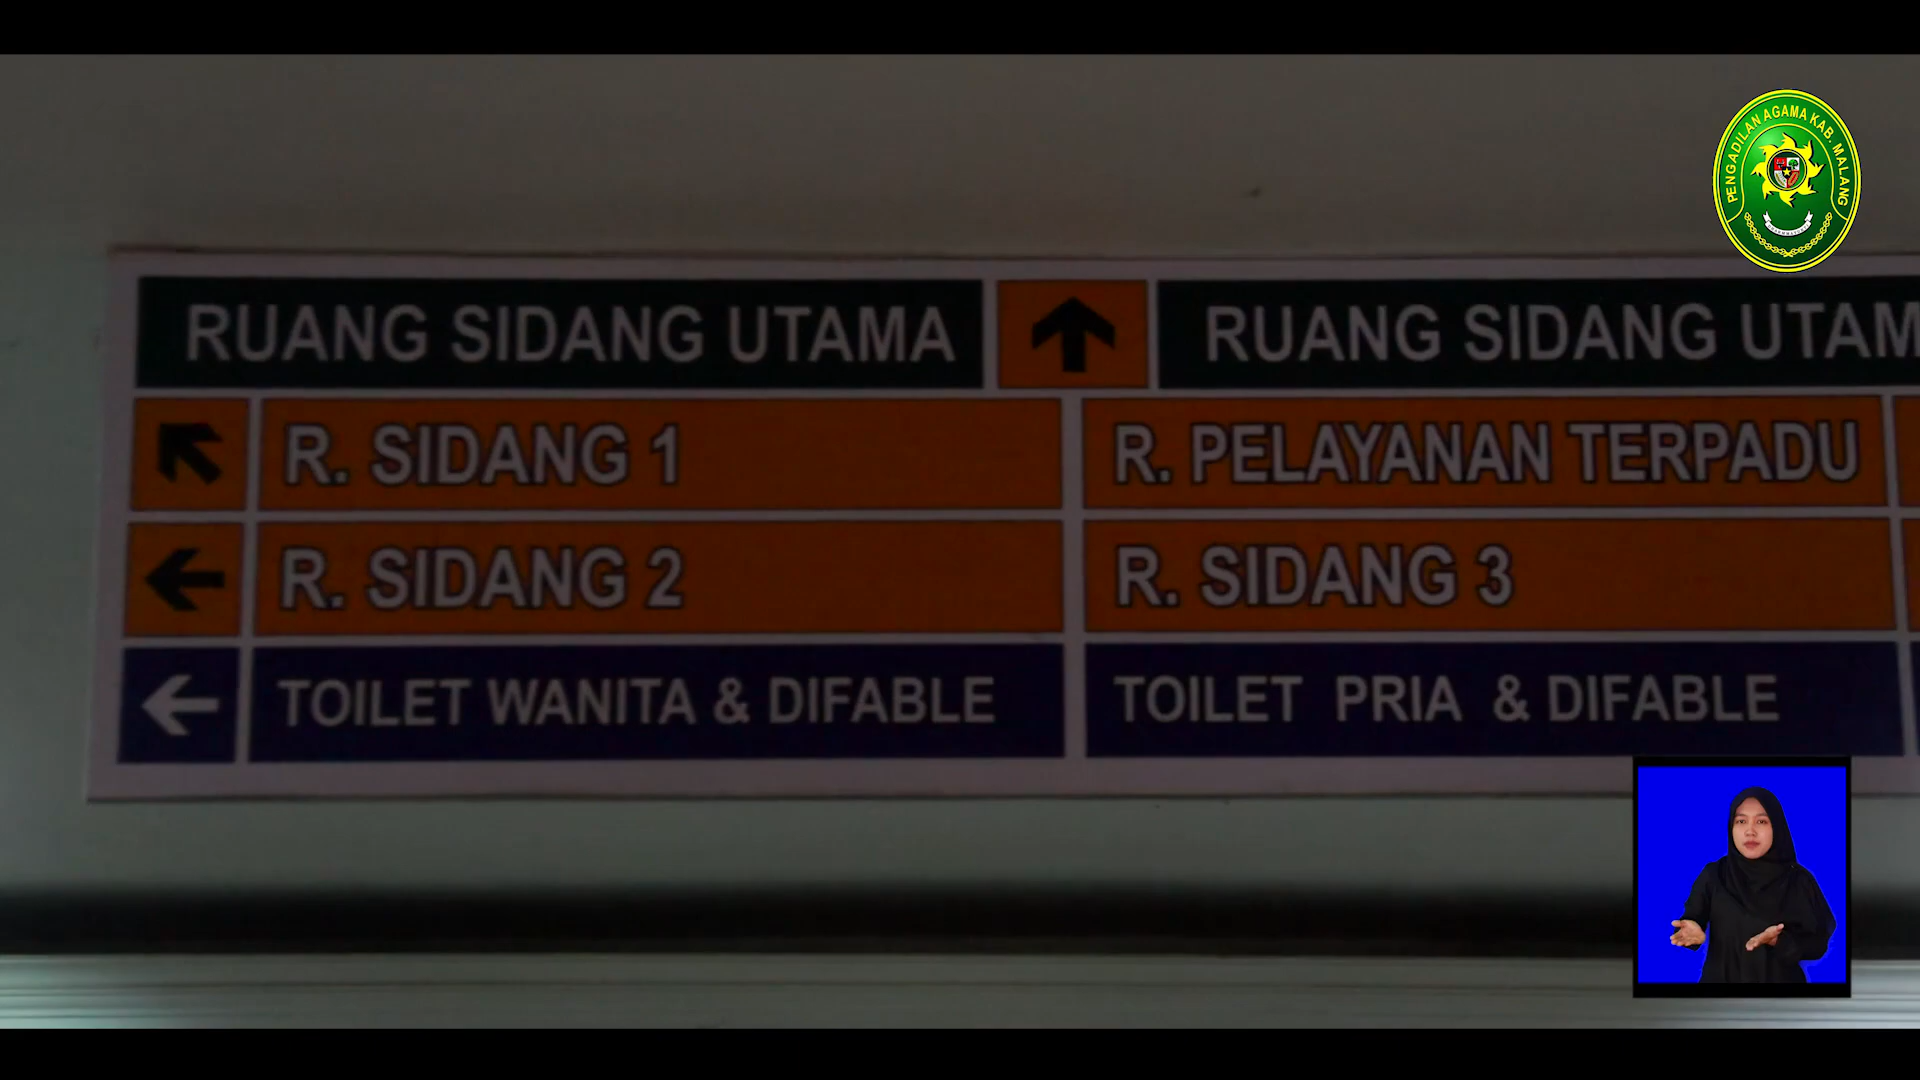 PENGADILAN AGAMA KAB. MALANG
RUANG SIDANG UTAMA
RUANG SIDANG UTAM
R. SIDANG 1
R. PELAYANAN TERPADU
R. SIDANG 2
R. SIDANG 3
TOILET WANITA & DIFABLE
TOILET PRIA & DIFABLE